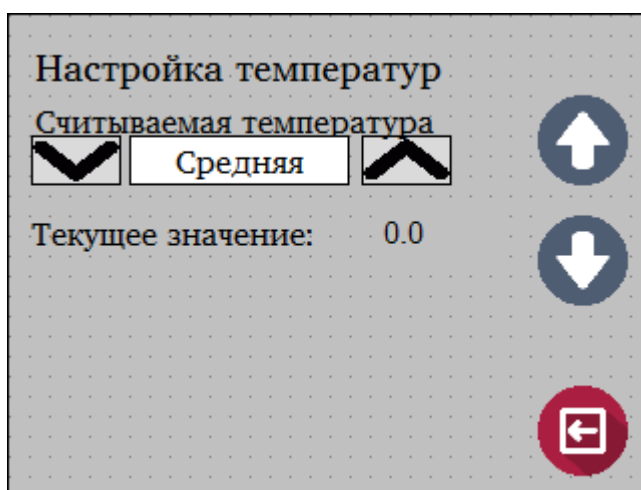 Настройка температур
Считываемая температура
Средняя
Текущее значение: 0.0